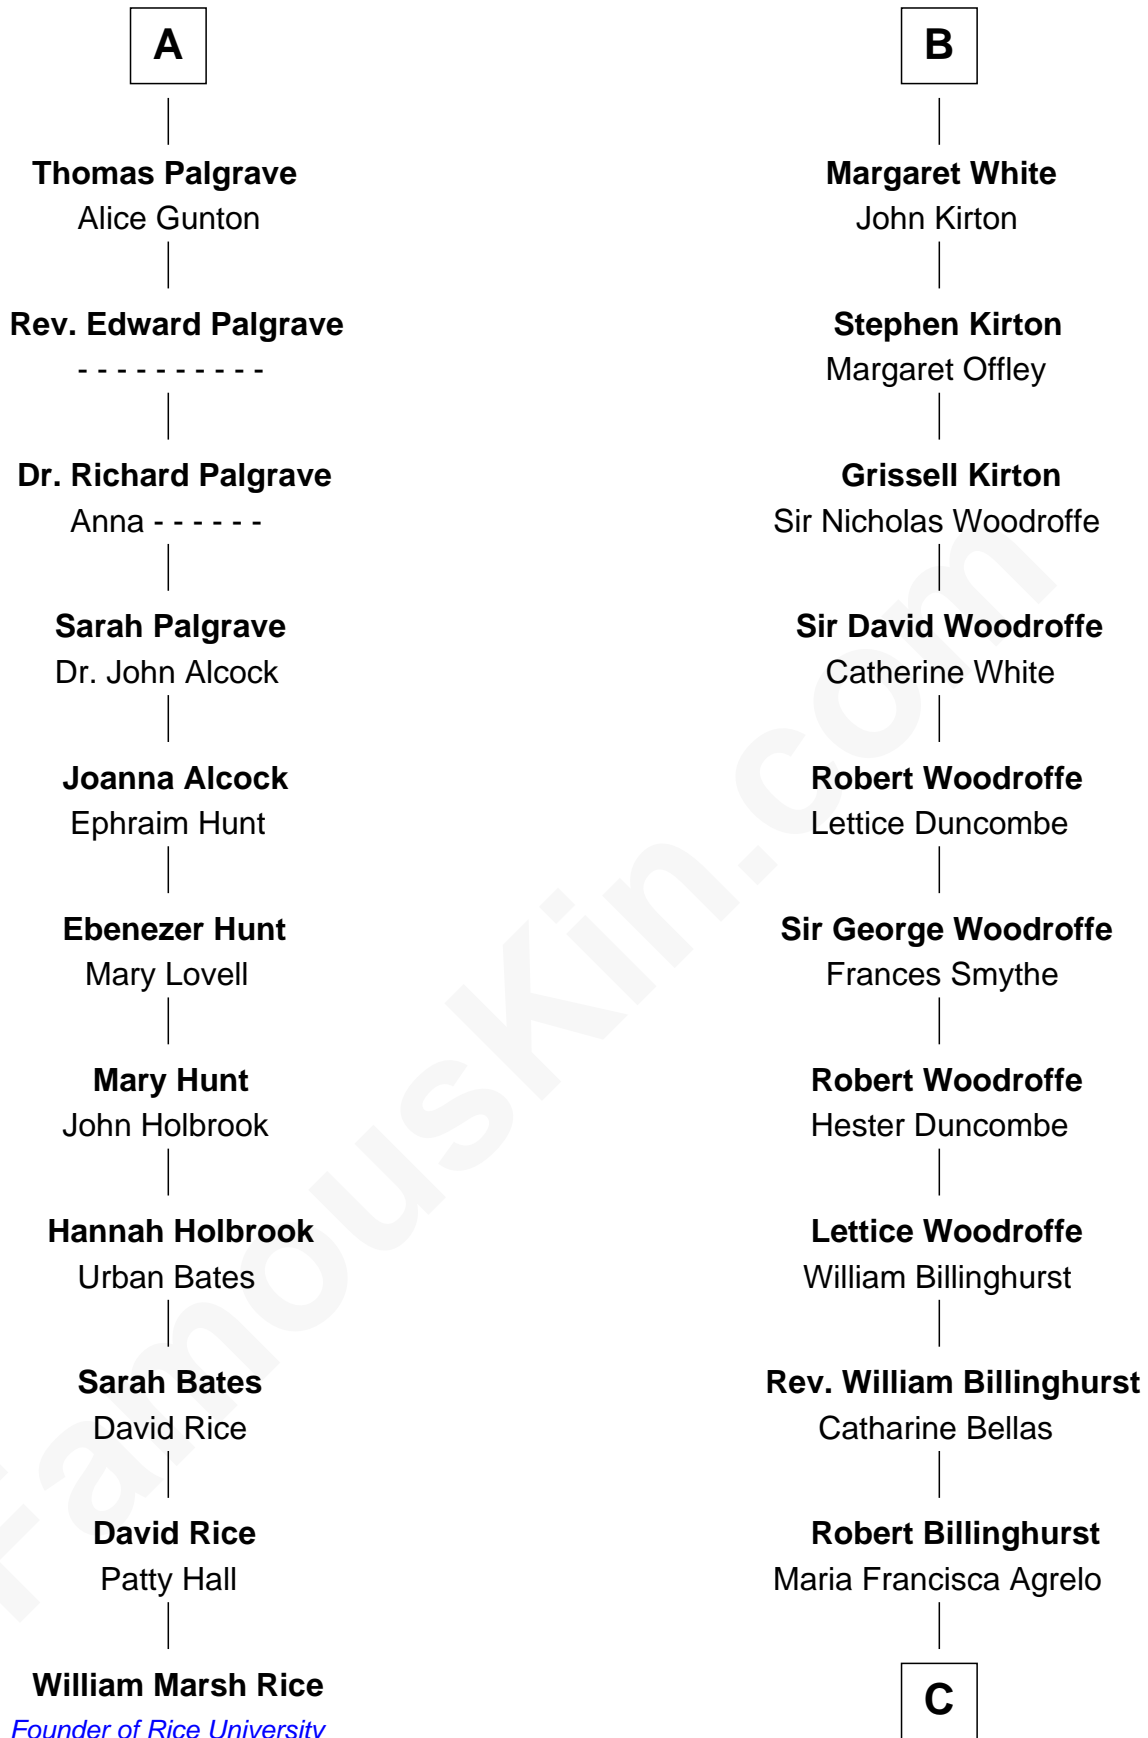 A
Thomas Palgrave
Alice Gunton
Rev. Edward Palgrave
- - - - - - - - - -
Dr. Richard Palgrave
Anna - - - - - -
Sarah Palgrave
Dr. John Alcock
Joanna Alcock
Ephraim Hunt
Ebenezer Hunt
Mary Lovell
Mary Hunt
John Holbrook
Hannah Holbrook
Urban Bates
Sarah Bates
David Rice
David Rice
Patty Hall
William Marsh Rice
Founder of Rice University
B
Margaret White
John Kirton
Stephen Kirton
Margaret Offley
Grissell Kirton
Sir Nicholas Woodroffe
Sir David Woodroffe
Catherine White
Robert Woodroffe
Lettice Duncombe
Sir George Woodroffe
Frances Smythe
Robert Woodroffe
Hester Duncombe
Lettice Woodroffe
William Billinghurst
Rev. William Billinghurst
Catharine Bellas
Robert Billinghurst
Maria Francisca Agrelo
C
FamousKin.com